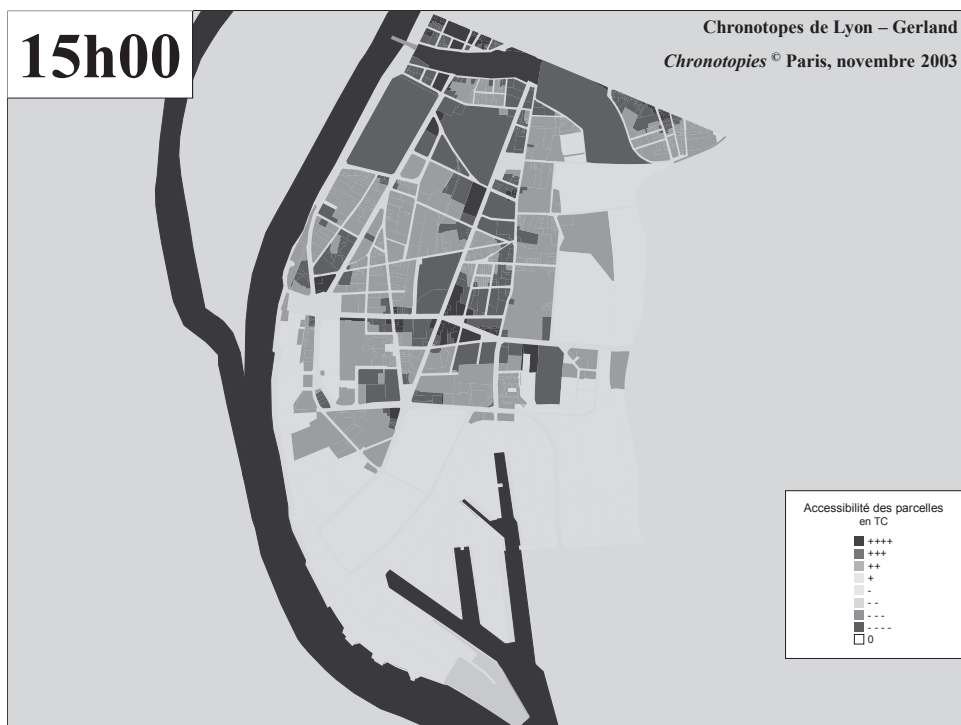 15h00
Chronotopes de Lyon – Gerland
Chronotopies © Paris, novembre 2003
Accessibilité des parcelles
en TC
++++
+++
++
+
-
- -
- - -
- - - -
0